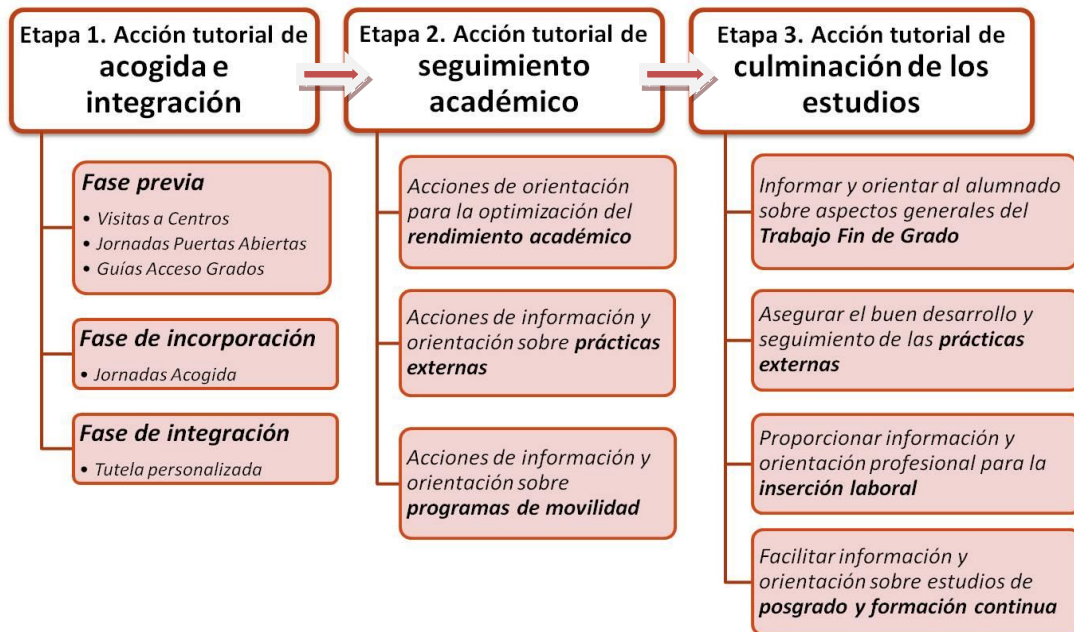 Etapa 1. Acción tutorial de
acogida e
integración
Fase previa
• Visitas a Centros
• Jornadas Puertas Abiertas
• Guías Acceso Grados
Fase de incorporación
• Jornadas Acogida
Fase de integración
• Tutela personalizada
Etapa 2. Acción tutorial de
seguimiento
académico
Acciones de orientación
para la optimización del
rendimiento académico
Acciones de información y
orientación sobre prácticas
externas
Acciones de información y
orientación sobre
programas de movilidad
Etapa 3. Acción tutorial de
culminación de los
estudios
Informar y orientar al alumnado
sobre aspectos generales del
Trabajo Fin de Grado
Asegurar el buen desarrollo y
seguimiento de las prácticas
externas
Proporcionar información y
orientación profesional para la
inserción laboral
Facilitar información y
orientación sobre estudios de
posgrado y formación continua